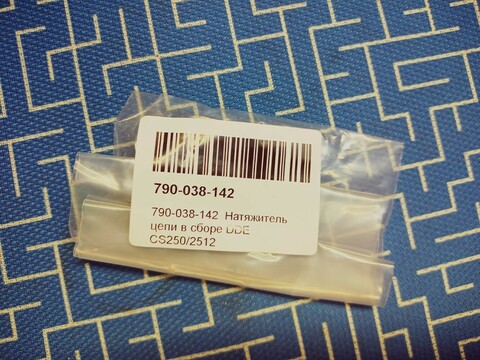 790-038-142
790-038-142 Натяжитель
цепи в сборе DDE
CS250/2512